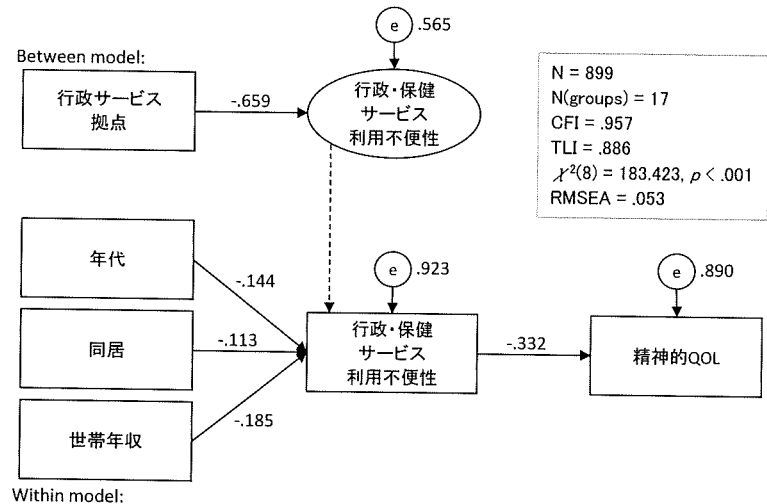 Between model:
e
.565
行政サービス
拠点
-.659
行政・保健
サービス
利用不便性
N = 899
N(groups) = 17
CFI = .957
TLI = .886
χ²(8) = 183.423, p < .001
RMSEA = .053
年代
-.144
e
.923
e
.890
同居
-.113
行政・保健
サービス
利用不便性
-.332
精神的QOL
世帯年収
-.185
Within model: